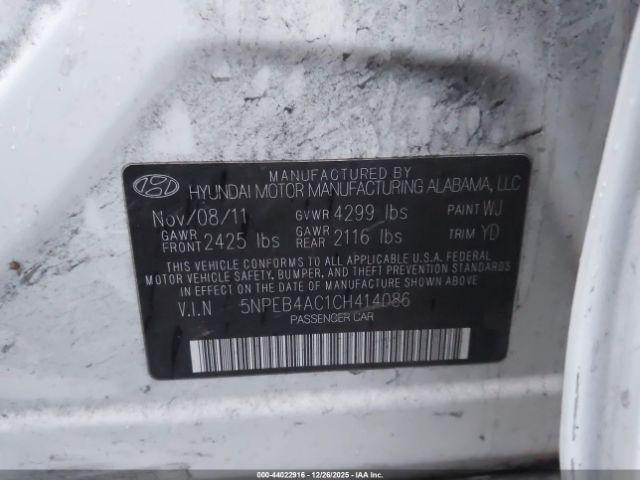 MANUFACTURED BY
HYUNDAI MOTOR MANUFACTURING ALABAMA, LLC
Nov/08/11 GVWR 4299 lbs PAINT WJ
GAWR FRONT 2425 lbs GAWR REAR 2116 lbs TRIM YD
THIS VEHICLE CONFORMS TO ALL APPLICABLE U.S.A. FEDERAL
MOTOR VEHICLE SAFETY, BUMPER, AND THEFT PREVENTION STANDARDS
IN EFFECT ON THE DATE OF MANUFACTURE SHOWN ABOVE.
V.I.N 5NPEB4AC1CH414086
PASSENGER CAR
000-44022916 - 12/26/2025 - IAAI.COM